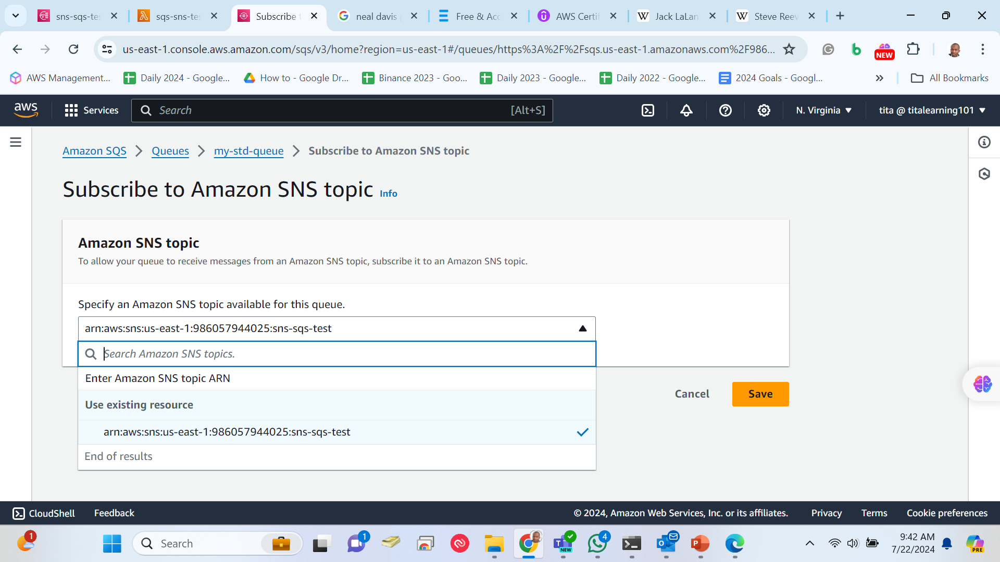 sns-sqs-tes
sqs-sns-tes
Subscribe t
neal davis
Free & Acc
AWS Certif
Jack LaLan
Steve Reev
us-east-1.console.aws.amazon.com/sqs/v3/home?region=us-east-1#/queues/https%3A%2F%2Fsqs.us-east-1.amazonaws.com%2F986...
NEW
AWS Management...
Daily 2024 - Google...
How to - Google Dr...
Binance 2023 - Goo...
Daily 2023 - Google...
Daily 2022 - Google...
2024 Goals - Googl...
All Bookmarks
aws
Services
Search
[Alt+S]
N. Virginia
tita @ titalearning101
Amazon SQS
Queues
my-std-queue
Subscribe to Amazon SNS topic
Subscribe to Amazon SNS topic Info
Amazon SNS topic
To allow your queue to receive messages from an Amazon SNS topic, subscribe it to an Amazon SNS topic.
Specify an Amazon SNS topic available for this queue.
arn:aws:sns:us-east-1:986057944025:sns-sqs-test
Search Amazon SNS topics.
Enter Amazon SNS topic ARN
Cancel
Save
Use existing resource
arn:aws:sns:us-east-1:986057944025:sns-sqs-test
End of results
CloudShell
Feedback
© 2024, Amazon Web Services, Inc. or its affiliates.
Privacy
Terms
Cookie preferences
1
Search
1
NEW
4
9:42 AM
7/22/2024
PRE